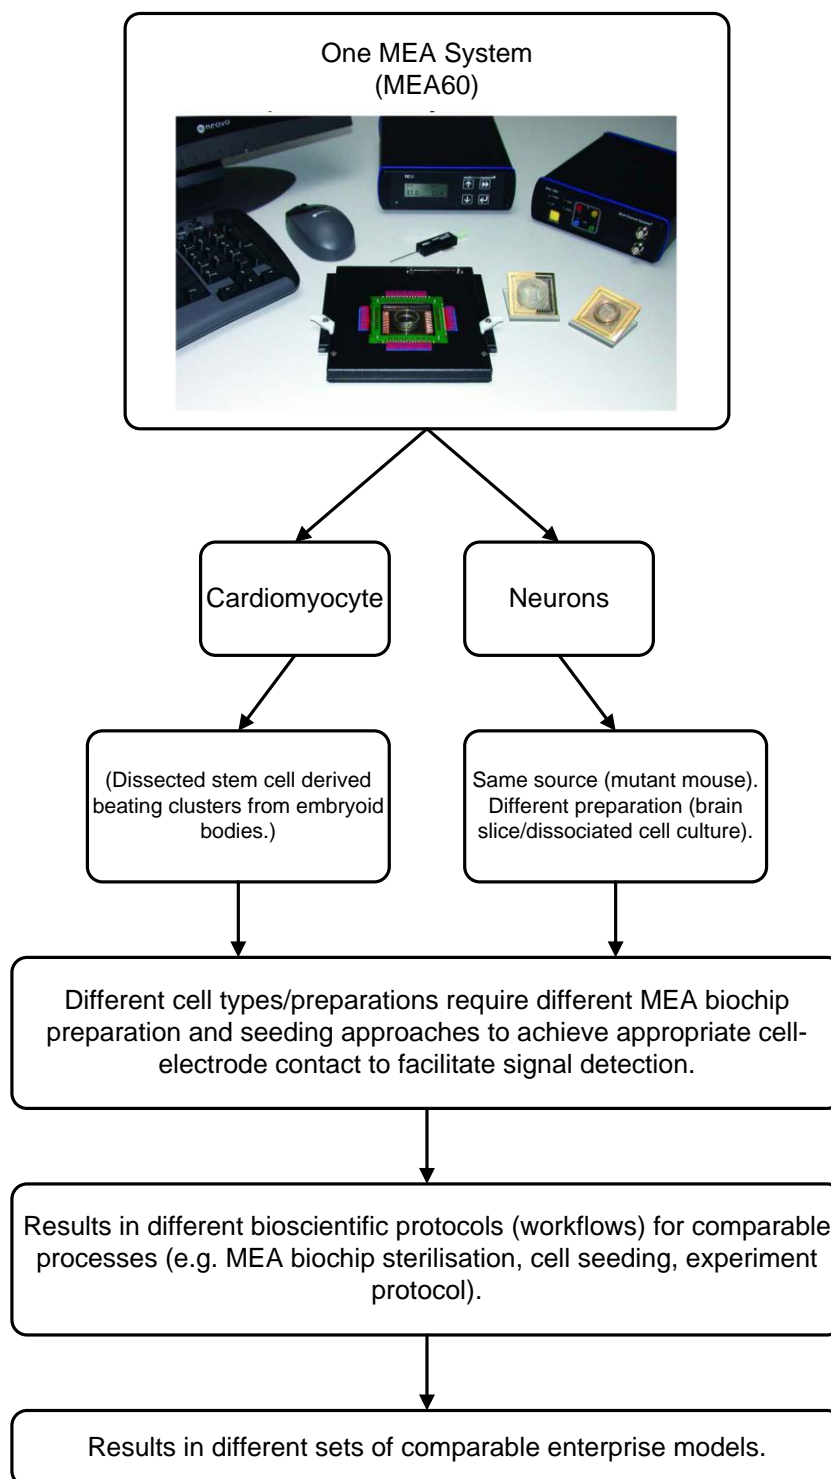 One MEA System
(MEA60)
neovo
Cardiomyocyte
Neurons
(Dissected stem cell derived
beating clusters from embryoid
bodies.)
Same source (mutant mouse).
Different preparation (brain
slice/dissociated cell culture).
Different cell types/preparations require different MEA biochip
preparation and seeding approaches to achieve appropriate cell-
electrode contact to facilitate signal detection.
Results in different bioscientific protocols (workflows) for comparable
processes (e.g. MEA biochip sterilisation, cell seeding, experiment
protocol).
Results in different sets of comparable enterprise models.